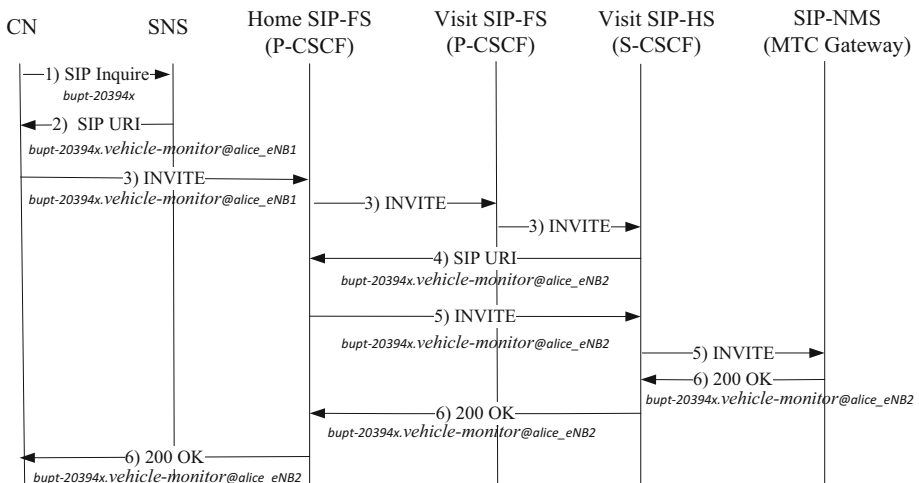 CN
SNS
Home SIP-FS
(P-CSCF)
Visit SIP-FS
(P-CSCF)
Visit SIP-HS
(S-CSCF)
SIP-NMS
(MTC Gateway)
1) SIP Inquire
bupt-20394x
2) SIP URI
bupt-20394x.vehicle-monitor@alice_eNB1
3) INVITE
bupt-20394x.vehicle-monitor@alice_eNB1
3) INVITE
3) INVITE
4) SIP URI
bupt-20394x.vehicle-monitor@alice_eNB2
5) INVITE
bupt-20394x.vehicle-monitor@alice_eNB2
5) INVITE
6) 200 OK
bupt-20394x.vehicle-monitor@alice_eNB2
6) 200 OK
bupt-20394x.vehicle-monitor@alice_eNB2
6) 200 OK
bupt-20394x.vehicle-monitor@alice_eNB2